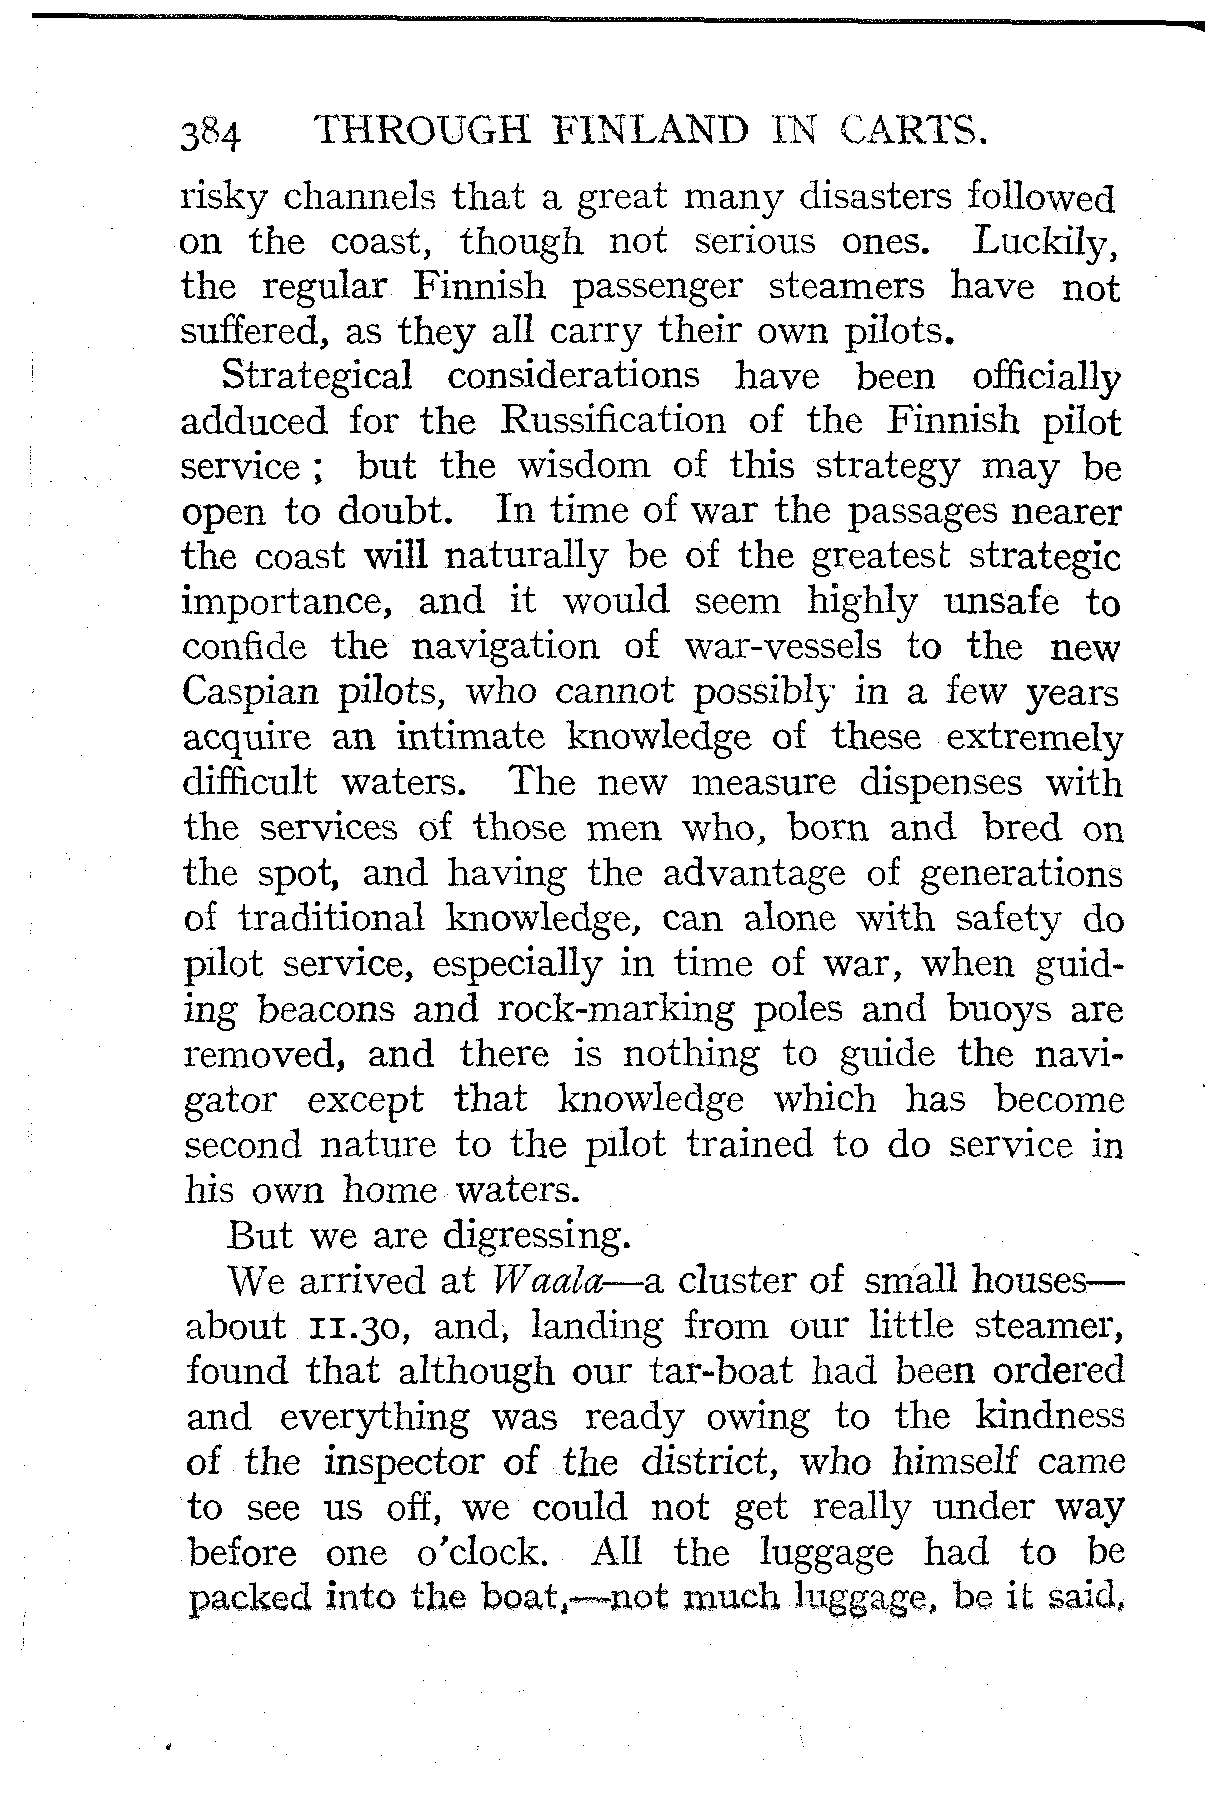 384 THROUGH FINLAND IN CARTS.
risky channels that a great many disasters followed
on the coast, though not serious ones. Luckily,
the regular Finnish passenger steamers have not
suffered, as they all carry their own pilots.
Strategical considerations have been officially
adduced for the Russification of the Finnish pilot
service ; but the wisdom of this strategy may be
open to doubt. In time of war the passages nearer
the coast will naturally be of the greatest strategic
importance, and it would seem highly unsafe to
confide the navigation of war-vessels to the new
Caspian pilots, who cannot possibly in a few years
acquire an intimate knowledge of these extremely
difficult waters. The new measure dispenses with
the services of those men who, born and bred on
the spot, and having the advantage of generations
of traditional knowledge, can alone with safety do
pilot service, especially in time of war, when guid-
ing beacons and rock-marking poles and buoys are
removed, and there is nothing to guide the navi-
gator except that knowledge which has become
second nature to the pilot trained to do service in
his own home waters.
But we are digressing.
We arrived at Waala—a cluster of small houses—
about 11.30, and, landing from our little steamer,
found that although our tar-boat had been ordered
and everything was ready owing to the kindness
of the inspector of the district, who himself came
to see us off, we could not get really under way
before one o'clock. All the luggage had to be
packed into the boat,—not much luggage, be it said,